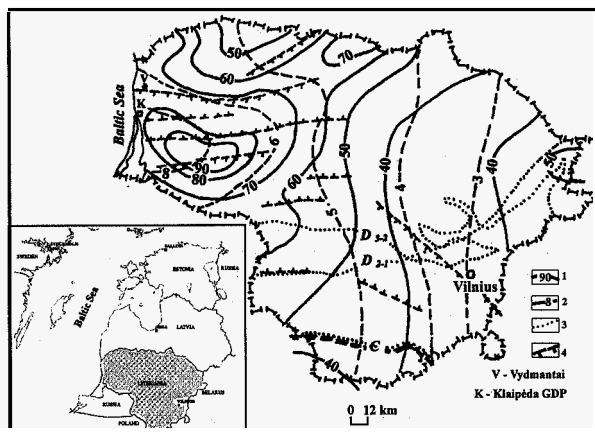 50
70
60
Baltic Sea
V
K
6
50
40
40
50
8
90
80
70
60
5
4
3
D 3-2
D 2-1
Vilnius
Є
40
0 12 km
90 1
8 2
3
4
V - Vydmantai
K - Klaipėda GDP
SWEDEN
ESTONIA
RUSSIA
Baltic Sea
LATVIA
LITHUANIA
BELARUS
VILNIUS
RUSSIA
POLAND